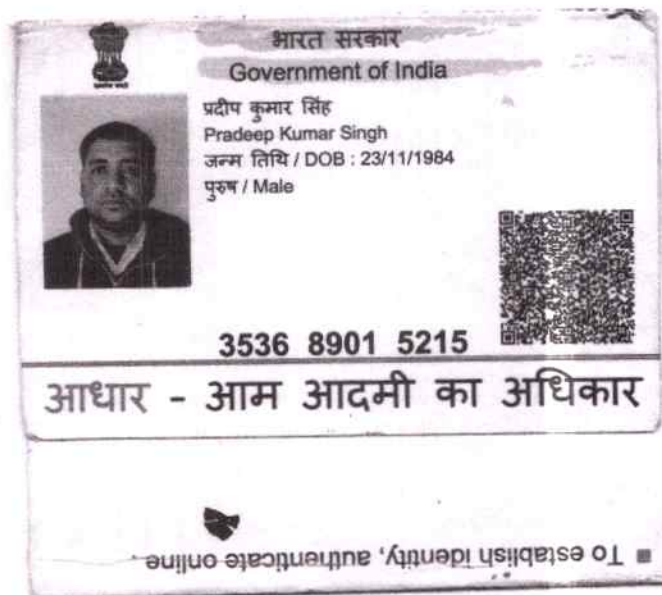 भारत सरकार
Government of India
प्रदीप कुमार सिंह
Pradeep Kumar Singh
जन्म तिथि / DOB : 23/11/1984
पुरुष / Male
3536 8901 5215
आधार - आम आदमी का अधिकार
■ To establish identity, authenticate online .